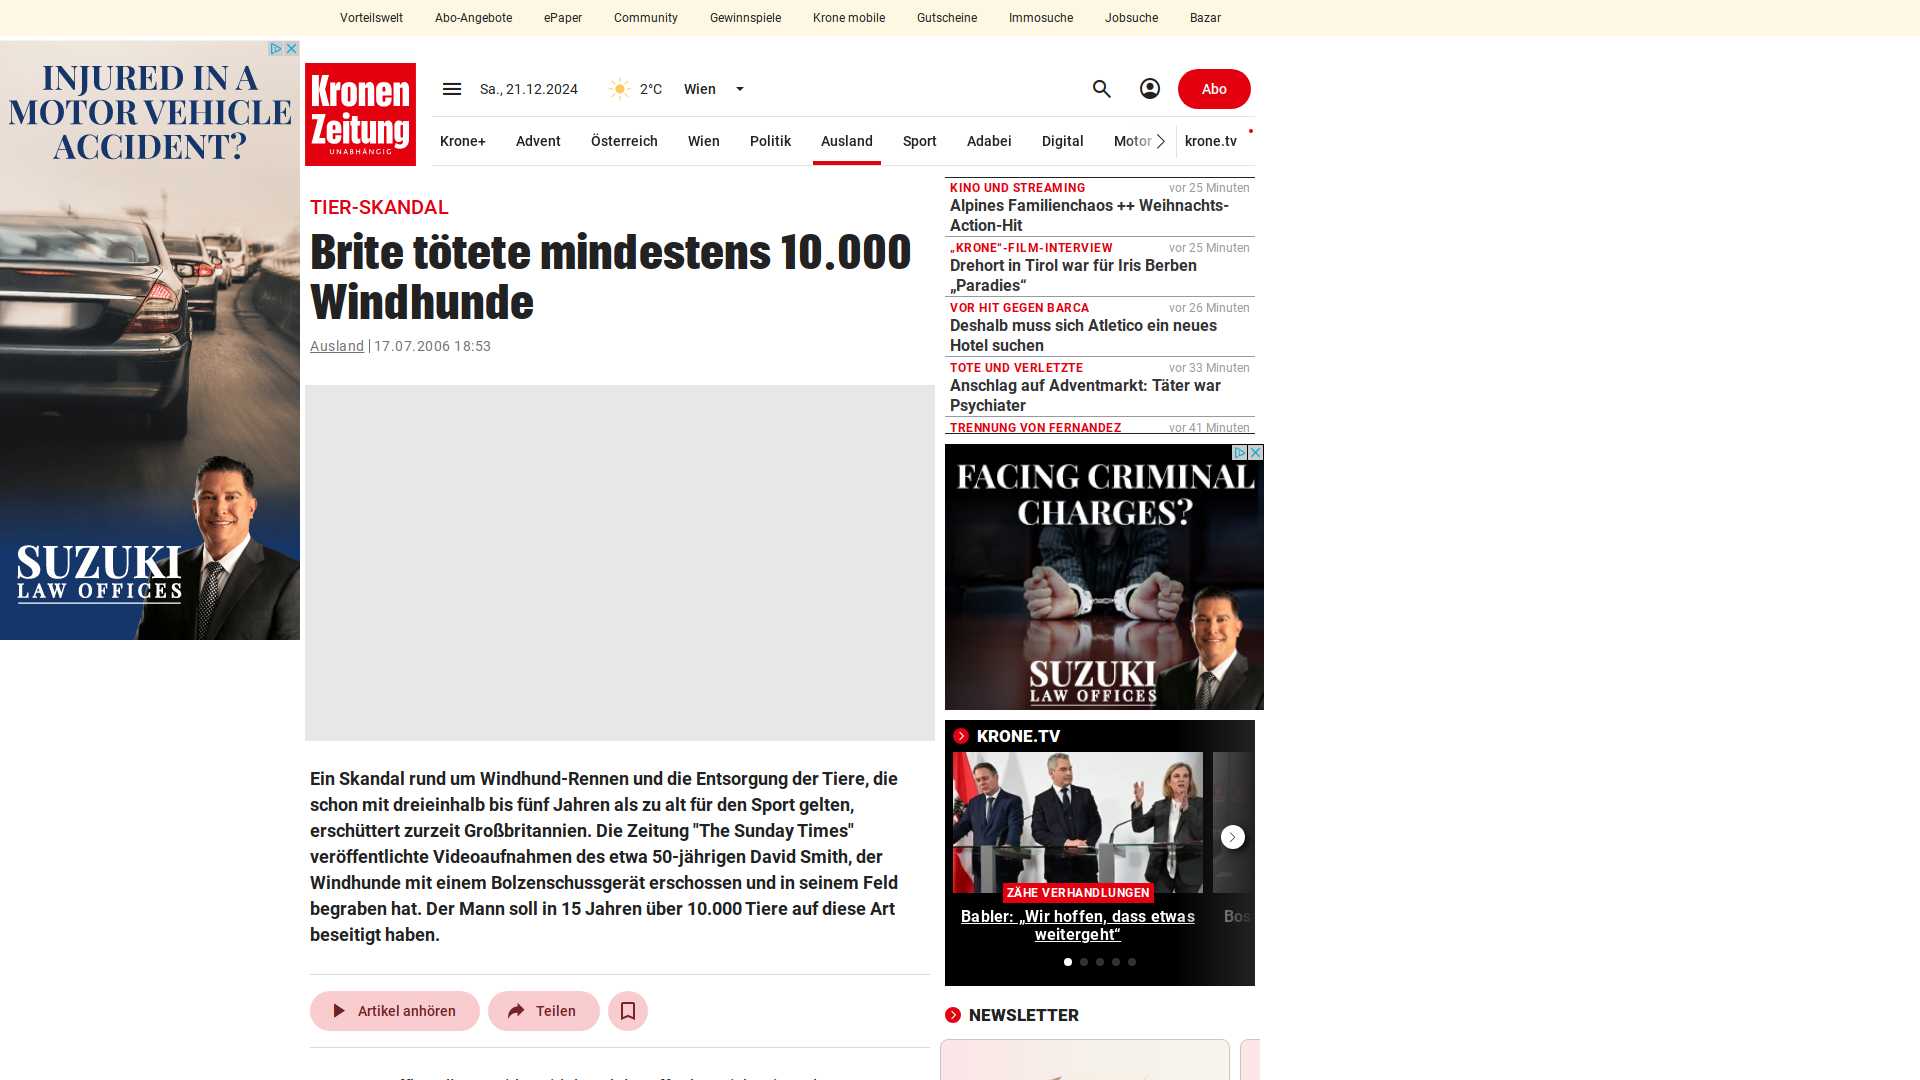 Vorteilswelt Abo-Angebote ePaper Community Gewinnspiele Krone mobile Gutscheine Immosuche Jobsuche Bazar
INJURED IN A
MOTOR VEHICLE
ACCIDENT?
SUZUKI
LAW OFFICES
Kronen
Zeitung
UNABHÄNGIG
Sa., 21.12.2024 2°C Wien Abo
Krone+ Advent Österreich Wien Politik Ausland Sport Adabei Digital Motor krone.tv
TIER-SKANDAL
Brite tötete mindestens 10.000
Windhunde
Ausland | 17.07.2006 18:53
Ein Skandal rund um Windhund-Rennen und die Entsorgung der Tiere, die
schon mit dreieinhalb bis fünf Jahren als zu alt für den Sport gelten,
erschüttert zurzeit Großbritannien. Die Zeitung "The Sunday Times"
veröffentlichte Videoaufnahmen des etwa 50-jährigen David Smith, der
Windhunde mit einem Bolzenschussgerät erschossen und in seinem Feld
begraben hat. Der Mann soll in 15 Jahren über 10.000 Tiere auf diese Art
beseitigt haben.
Artikel anhören Teilen
KINO UND STREAMING vor 25 Minuten
Alpines Familienchaos ++ Weihnachts-
Action-Hit
„KRONE“-FILM-INTERVIEW vor 25 Minuten
Drehort in Tirol war für Iris Berben
„Paradies“
VOR HIT GEGEN BARCA vor 26 Minuten
Deshalb muss sich Atletico ein neues
Hotel suchen
TOTE UND VERLETZTE vor 33 Minuten
Anschlag auf Adventmarkt: Täter war
Psychiater
TRENNUNG VON FERNANDEZ vor 41 Minuten
FACING CRIMINAL
CHARGES?
SUZUKI
LAW OFFICES
KRONE.TV
ZÄHE VERHANDLUNGEN
Babler: „Wir hoffen, dass etwas
weitergeht“
Bos
NEWSLETTER